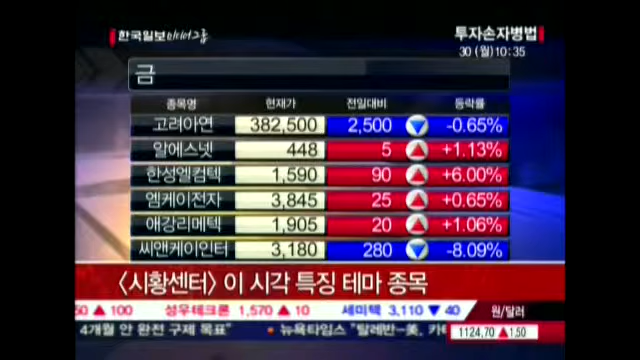 한국일보 미디어그룹
투자손자병법
30 (월) 10:35
금
종목명 현재가 전일대비 등락률
고려아연 382,500 2,500 ▼ -0.65%
알에스넷 448 5 ▲ +1.13%
한성엘컴텍 1,590 90 ▲ +6.00%
엠케이전자 3,845 25 ▲ +0.65%
애강리메텍 1,905 20 ▲ +1.06%
씨앤케이인터 3,180 280 ▼ -8.09%
<시황센터> 이 시각 특징 테마 종목
50 ▲ 100 성우테크론 1,570 ▲ 10 세미텍 3,110 ▼ 40 원/달러
4개월 안 완전 구제 목표" • 뉴욕타임스 "탈레반-美, 카타 1124.70 ▲1.50